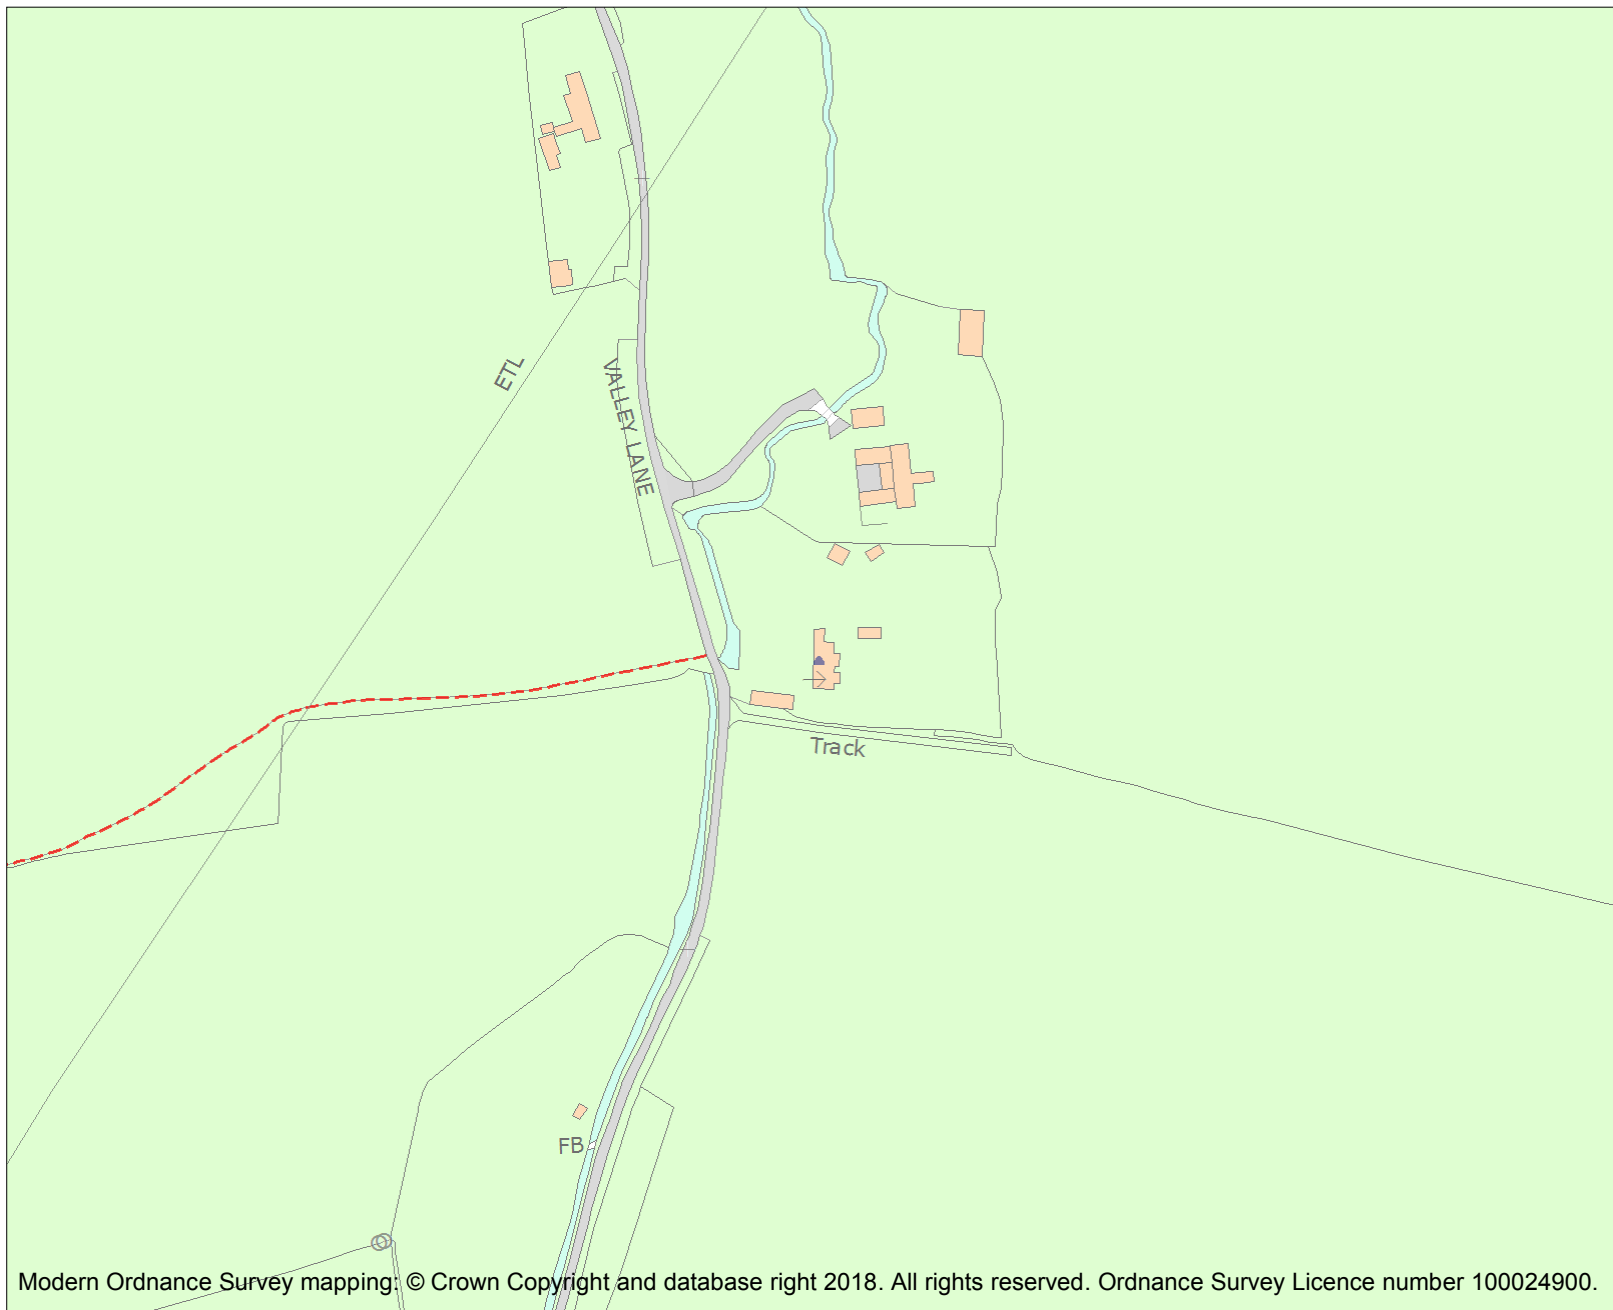 ETL
VALLEY LANE
Track
FB
Modern Ordnance Survey mapping: © Crown Copyright and database right 2018. All rights reserved. Ordnance Survey Licence number 100024900.